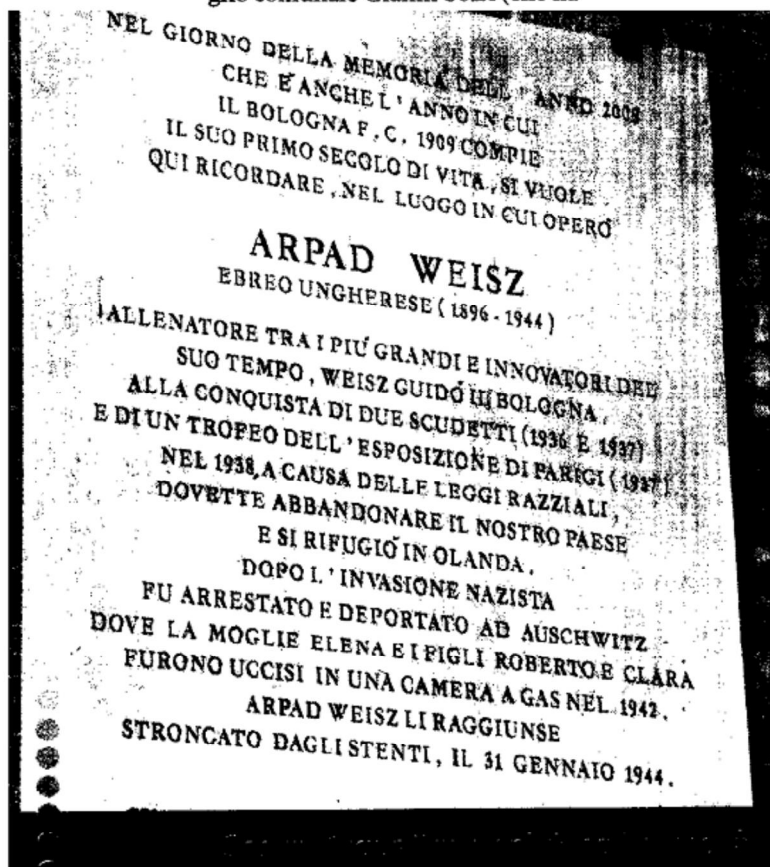 NEL GIORNO DELLA MEMORIA DELL' ANNO 2009
CHE E' ANCHE L'ANNO IN CUI
IL BOLOGNA F.C. 1909 COMPIE
IL SUO PRIMO SECOLO DI VITA, SI VUOLE
QUI RICORDARE, NEL LUOGO IN CUI OPERÒ
ARPAD WEISZ
EBREO UNGHERESE (1896-1944)
ALLENATORE TRA I PIÙ GRANDI E INNOVATORI DEL
SUO TEMPO, WEISZ GUIDÒ IL BOLOGNA
ALLA CONQUISTA DI DUE SCUDETTI (1936 E 1937)
E DI UN TROFEO DELL'ESPOSIZIONE DI PARIGI (1937)
NEL 1938, A CAUSA DELLE LEGGI RAZZIALI,
DOVETTE ABBANDONARE IL NOSTRO PAESE
E SI RIFUGIÒ IN OLANDA.
DOPO L'INVASIONE NAZISTA
FU ARRESTATO E DEPORTATO AD AUSCHWITZ
DOVE LA MOGLIE ELENA E I FIGLI ROBERTO E CLARA
FURONO UCCISI IN UNA CAMERA A GAS NEL 1942.
ARPAD WEISZ LI RAGGIUNSE
STRONCATO DAGLI STENTI, IL 31 GENNAIO 1944.